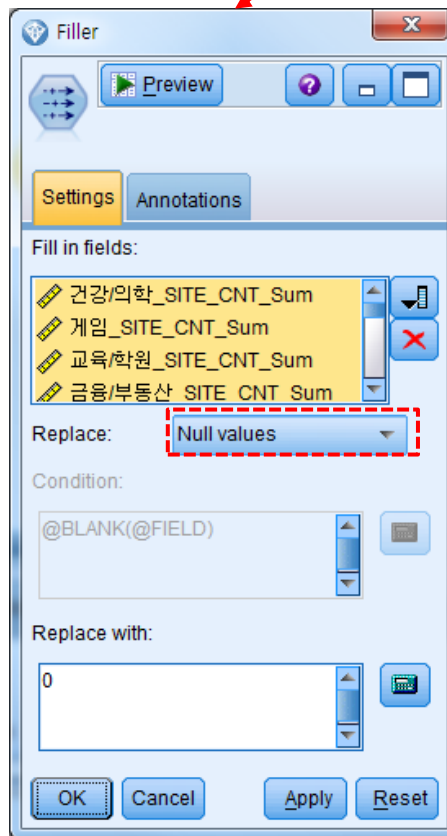 Filler
Preview
Settings Annotations
Fill in fields:
건강/의학_SITE_CNT_Sum
게임_SITE_CNT_Sum
교육/학원_SITE_CNT_Sum
금융/부동산_SITE_CNT_Sum
Replace: Null values
Condition:
@BLANK(@FIELD)
Replace with:
0
OK Cancel Apply Reset